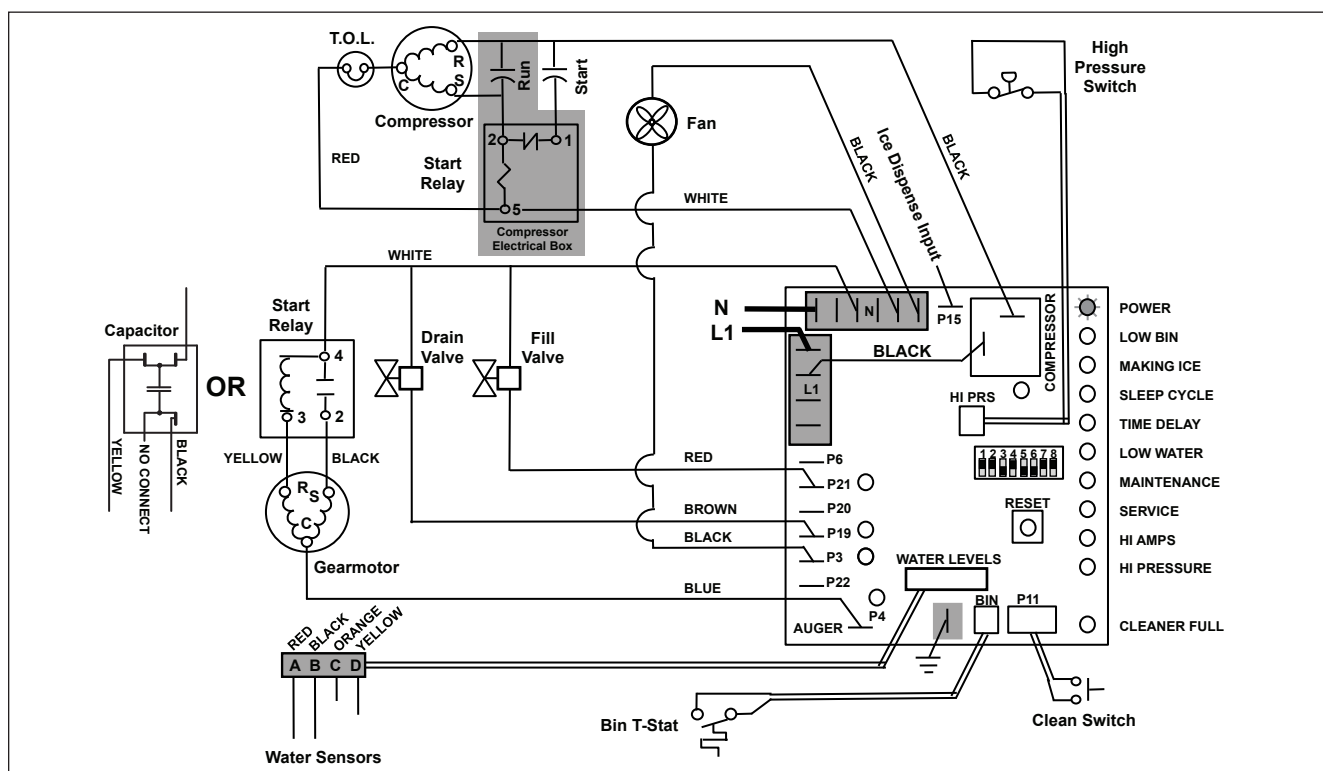 T.O.L.
R
S
C
Compressor
Run
Start
RED
Start
Relay
2
1
5
Compressor
Electrical Box
Fan
WHITE
BLACK
Ice Dispense Input
BLACK
High
Pressure
Switch
WHITE
Capacitor
YELLOW
NO CONNECT
BLACK
OR
Start
Relay
4
3
2
YELLOW
BLACK
R
S
C
Gearmotor
Drain
Valve
Fill
Valve
N
L1
N
L1
BLACK
P15
COMPRESSOR
HI PRS
1 2 3 4 5 6 7 8
RESET
RED
BROWN
BLACK
BLUE
P6
P21
P20
P19
P3
P22
P4
AUGER
WATER LEVELS
BIN
P11
POWER
LOW BIN
MAKING ICE
SLEEP CYCLE
TIME DELAY
LOW WATER
MAINTENANCE
SERVICE
HI AMPS
HI PRESSURE
CLEANER FULL
RED
BLACK
ORANGE
YELLOW
A B C D
Water Sensors
Bin T-Stat
Clean Switch